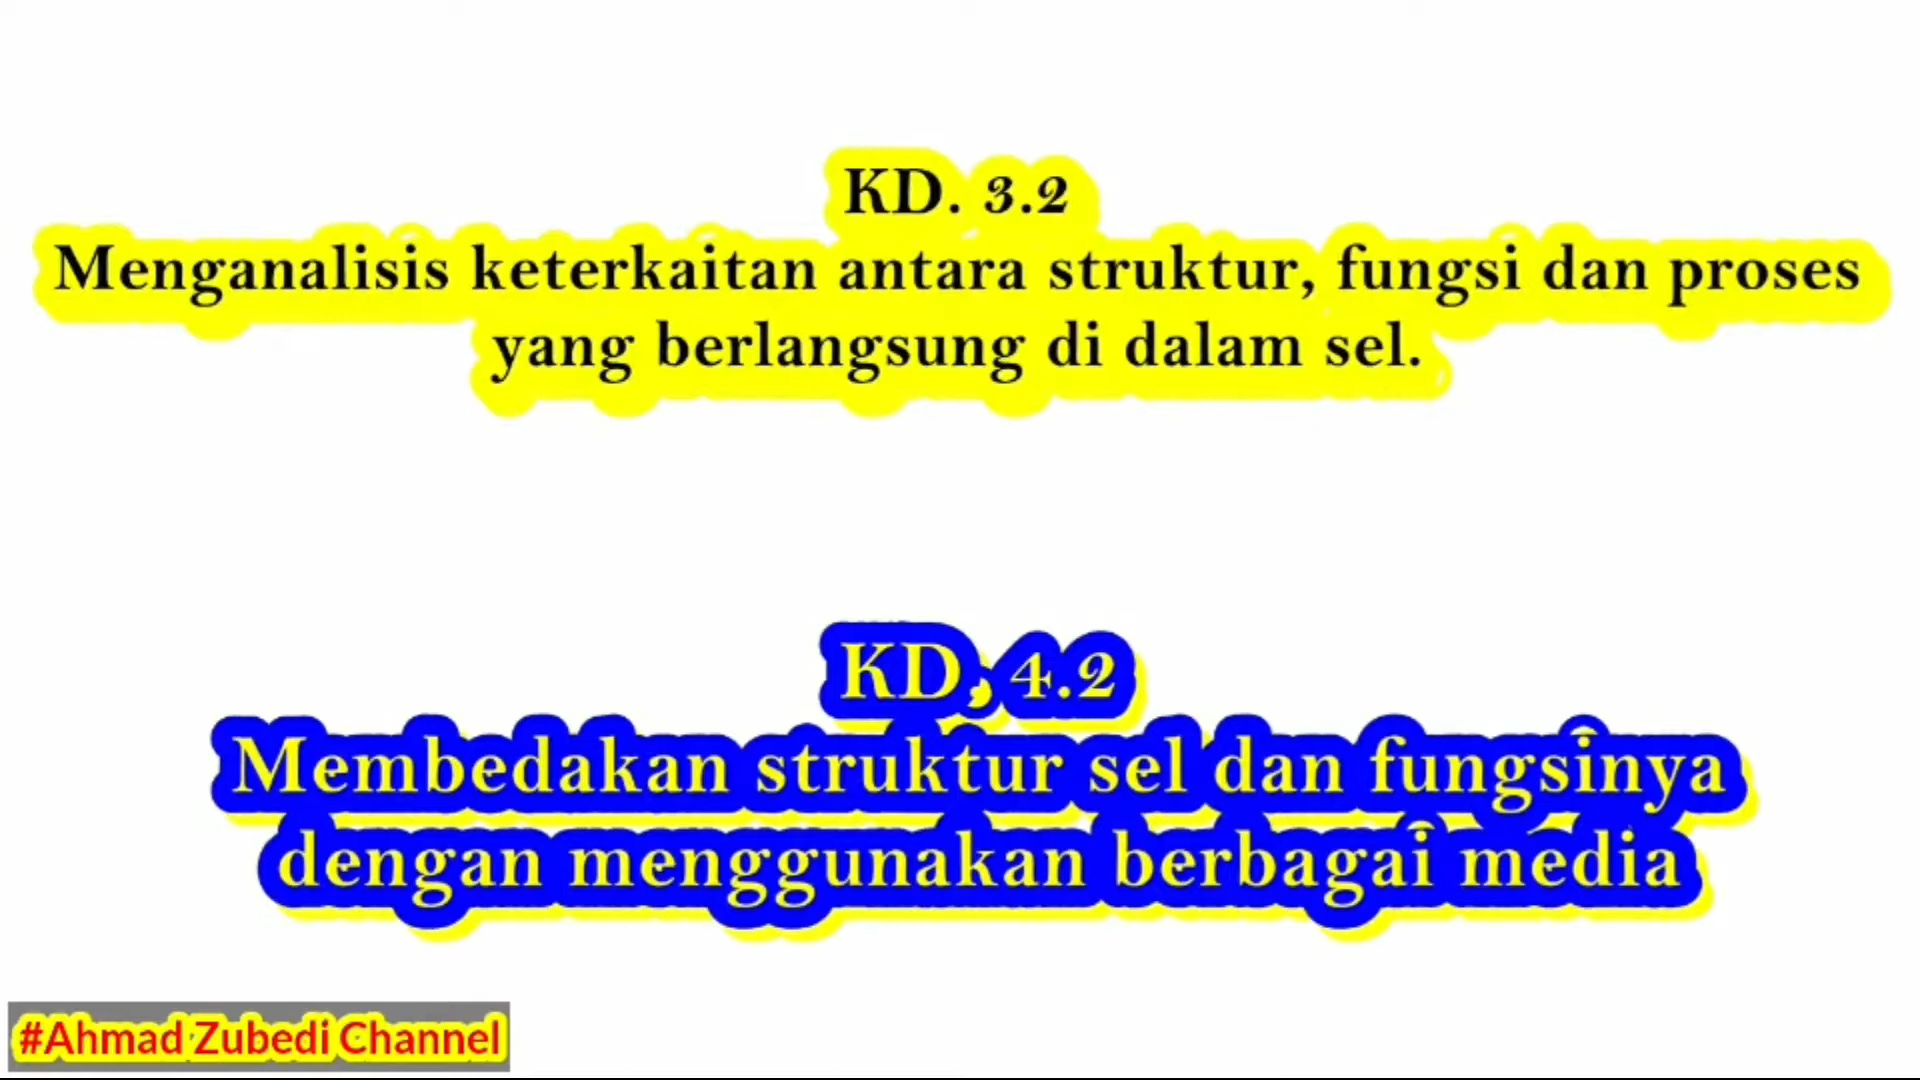 KD. 3.2
Menganalisis keterkaitan antara struktur, fungsi dan proses
yang berlangsung di dalam sel.
KD, 4.2
Membedakan struktur sel dan fungsinya
dengan menggunakan berbagai media
#Ahmad Zubedi Channel